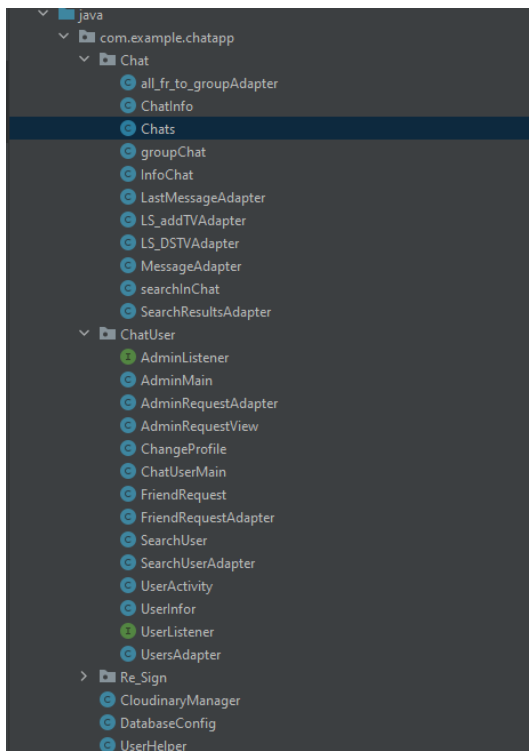 java
com.example.chatapp
Chat
all_fr_to_groupAdapter
ChatInfo
Chats
groupChat
InfoChat
LastMessageAdapter
LS_addTVAdapter
LS_DSTVAdapter
MessageAdapter
searchInChat
SearchResultsAdapter
ChatUser
AdminListener
AdminMain
AdminRequestAdapter
AdminRequestView
ChangeProfile
ChatUserMain
FriendRequest
FriendRequestAdapter
SearchUser
SearchUserAdapter
UserActivity
UserInfor
UserListener
UsersAdapter
Re_Sign
CloudinaryManager
DatabaseConfig
UserHelper